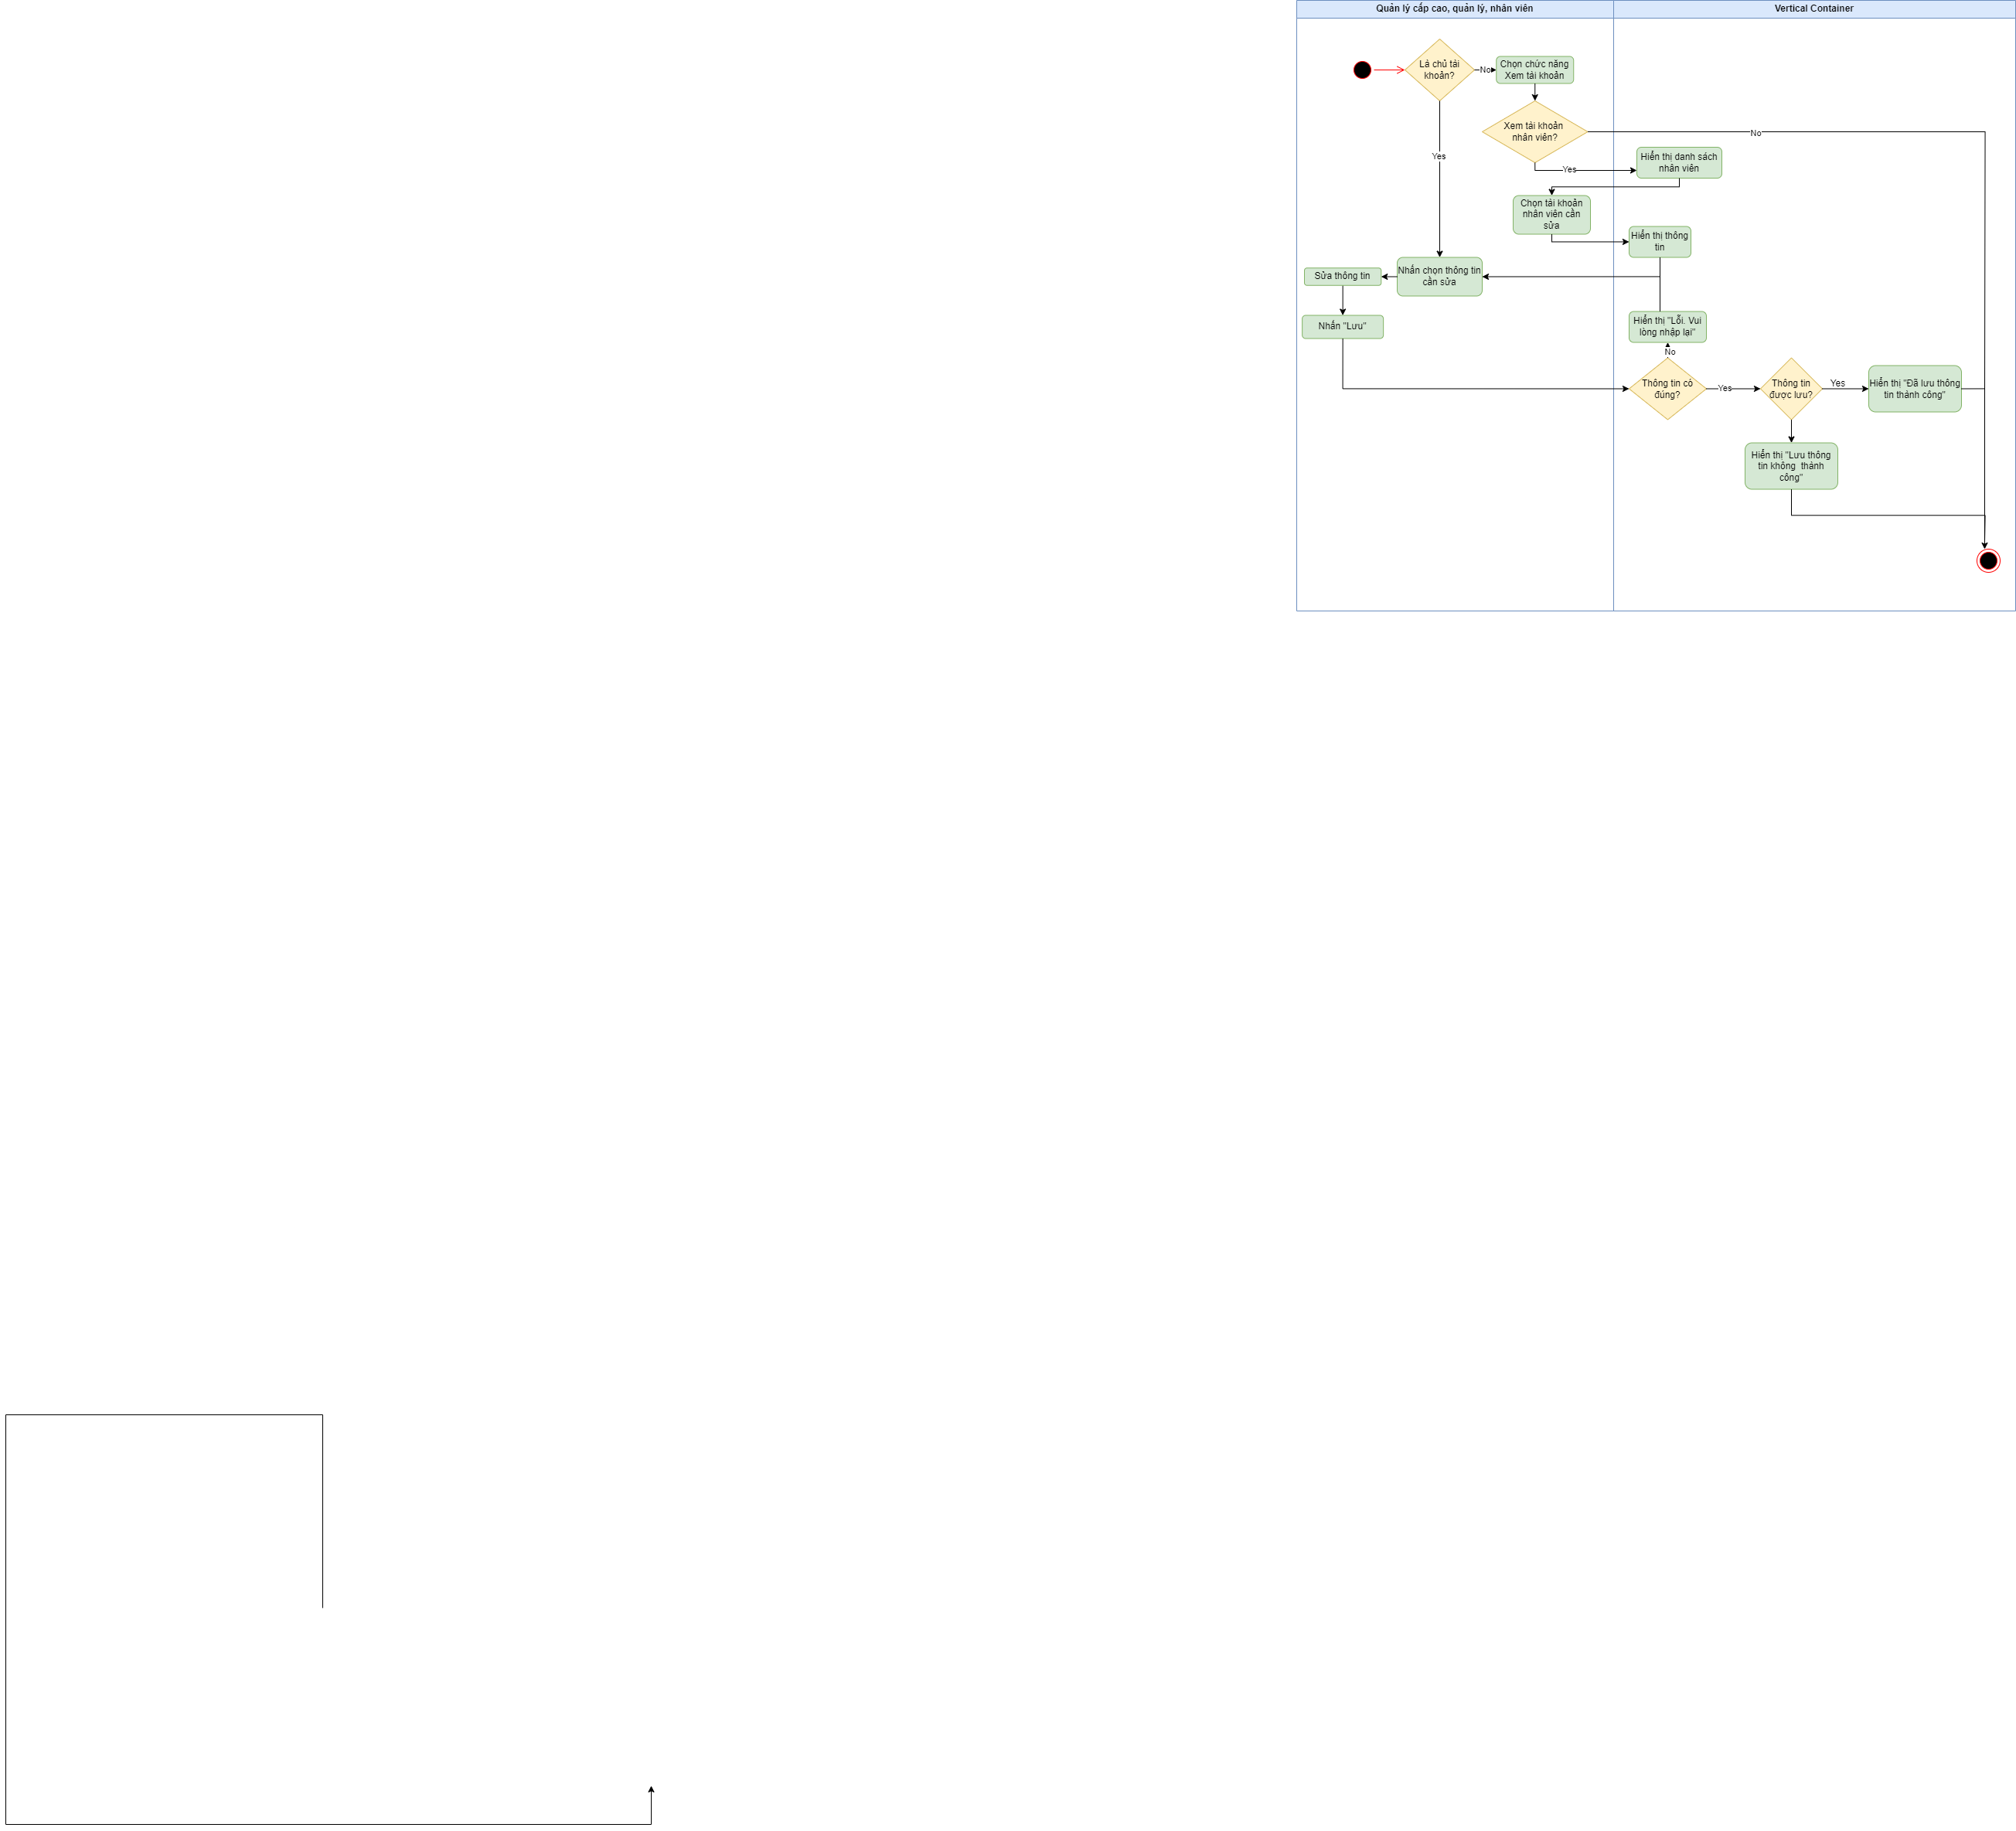 Quản lý cấp cao, quản lý, nhân viên
Vertical Container
Lá chủ tài
khoản?
No
Chọn chức năng
Xem tài khoản
Xem tài khoản
nhân viên?
No
Yes
Yes
Hiển thị danh sách
nhân viên
Chọn tài khoản
nhân viên cần
sửa
Hiển thị thông
tin
Nhấn chọn thông tin
cần sửa
Sửa thông tin
Nhấn "Lưu"
Hiển thị "Lỗi. Vui
lòng nhập lại"
No
Thông tin có
đúng?
Yes
Thông tin
được lưu?
Yes
Hiển thị "Đã lưu thông
tin thành công"
Hiển thị "Lưu thông
tin không  thành
công"